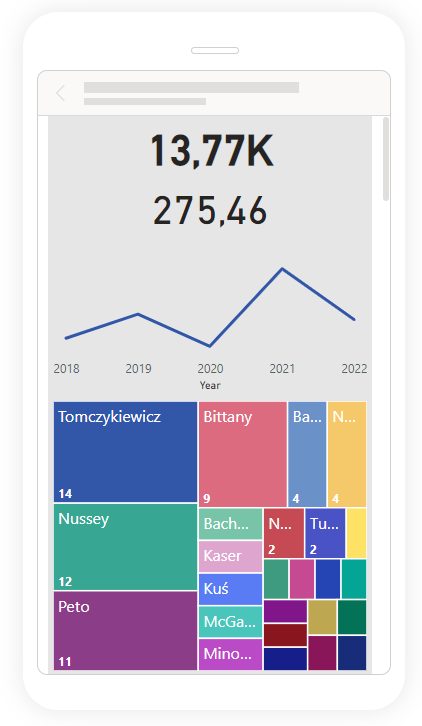 13,77K
275,46
2018 2019 2020 2021 2022
Year
Tomczykiewicz
14
Nussey
12
Peto
11
Bittany
9
Ba...
4
N...
4
Bach...
Kaser
Kuś
McGa...
Mino...
N...
2
Tu...
2